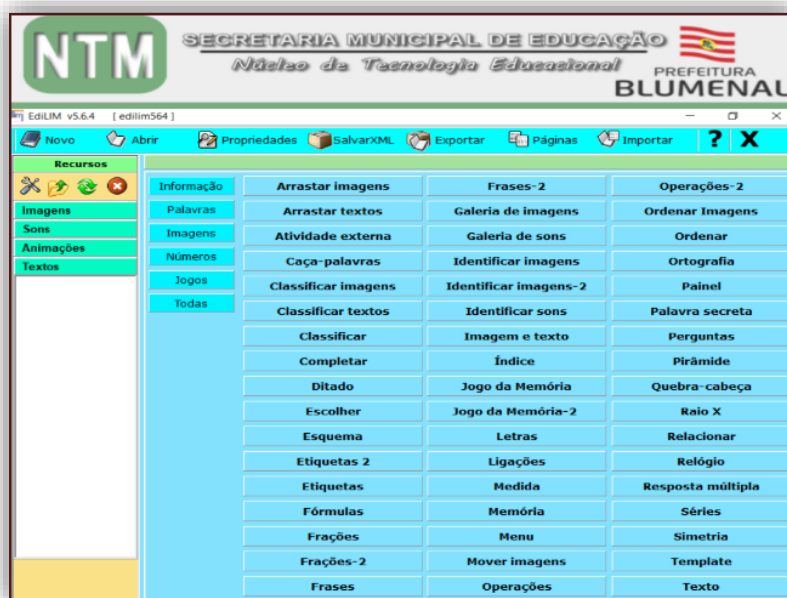 NTM
SECRETARIA MUNICIPAL DE EDUCAÇÃO
Núcleo de Tecnologia Educacional
PREFEITURA
BLUMENAU
EdiLIM v5.6.4 [ edilim564 ]
Novo Abrir Propriedades SalvarXML Exportar Páginas Importar ? X
Recursos
Imagens
Sons
Animações
Textos
Informação
Palavras
Imagens
Números
Jogos
Todas
Arrastar imagens Frases-2 Operações-2
Arrastar textos Galeria de imagens Ordenar Imagens
Atividade externa Galeria de sons Ordenar
Caça-palavras Identificar imagens Ortografia
Classificar imagens Identificar imagens-2 Painel
Classificar textos Identificar sons Palavra secreta
Classificar Imagem e texto Perguntas
Completar Índice Pirâmide
Ditado Jogo da Memória Quebra-cabeça
Escolher Jogo da Memória-2 Raio X
Esquema Letras Relacionar
Etiquetas 2 Ligações Relógio
Etiquetas Medida Resposta múltipla
Fórmulas Memória Séries
Frações Menu Simetria
Frações-2 Mover imagens Template
Frases Operações Texto